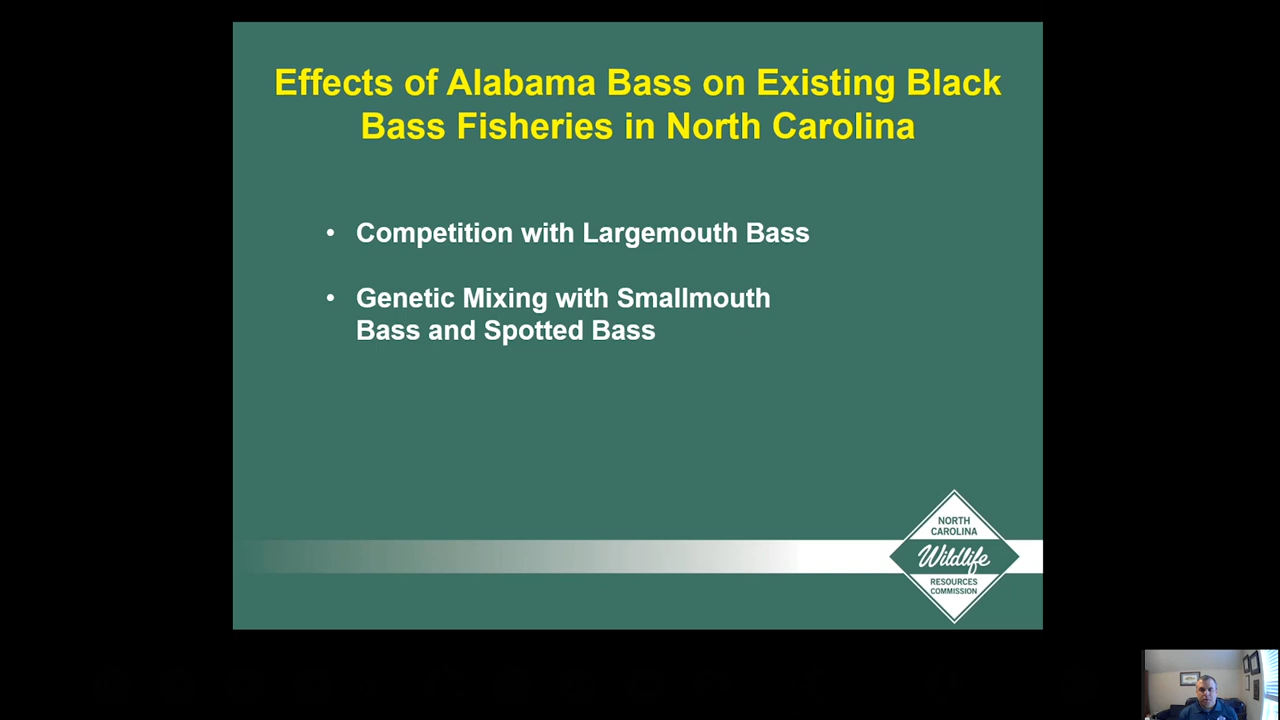 Effects of Alabama Bass on Existing Black
Bass Fisheries in North Carolina
• Competition with Largemouth Bass
• Genetic Mixing with Smallmouth
Bass and Spotted Bass
NORTH
CAROLINA
Wildlife
RESOURCES
COMMISSION